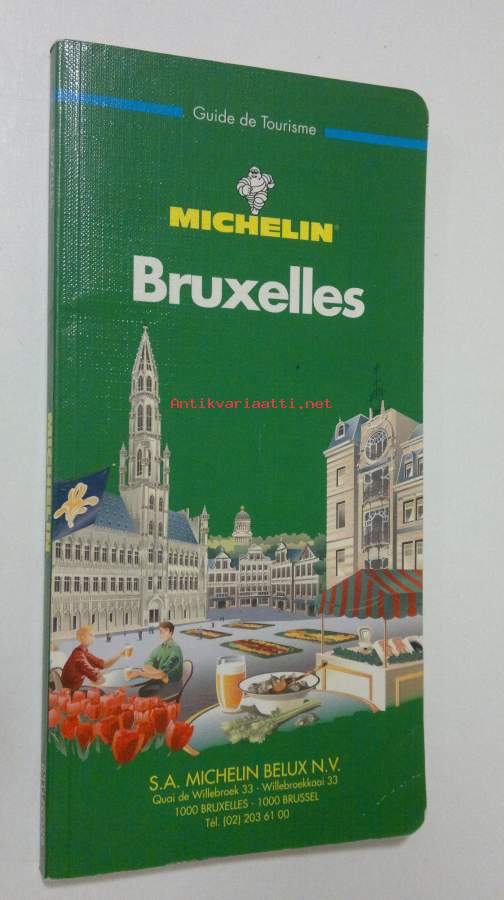 Guide de Tourisme
MICHELIN
Bruxelles
Antikvariaatti.net
S.A. MICHELIN BELUX N.V.
Quai de Willebroek 33 - Willebroekkaai 33
1000 BRUXELLES - 1000 BRUSSEL
Tél. (02) 203 61 00